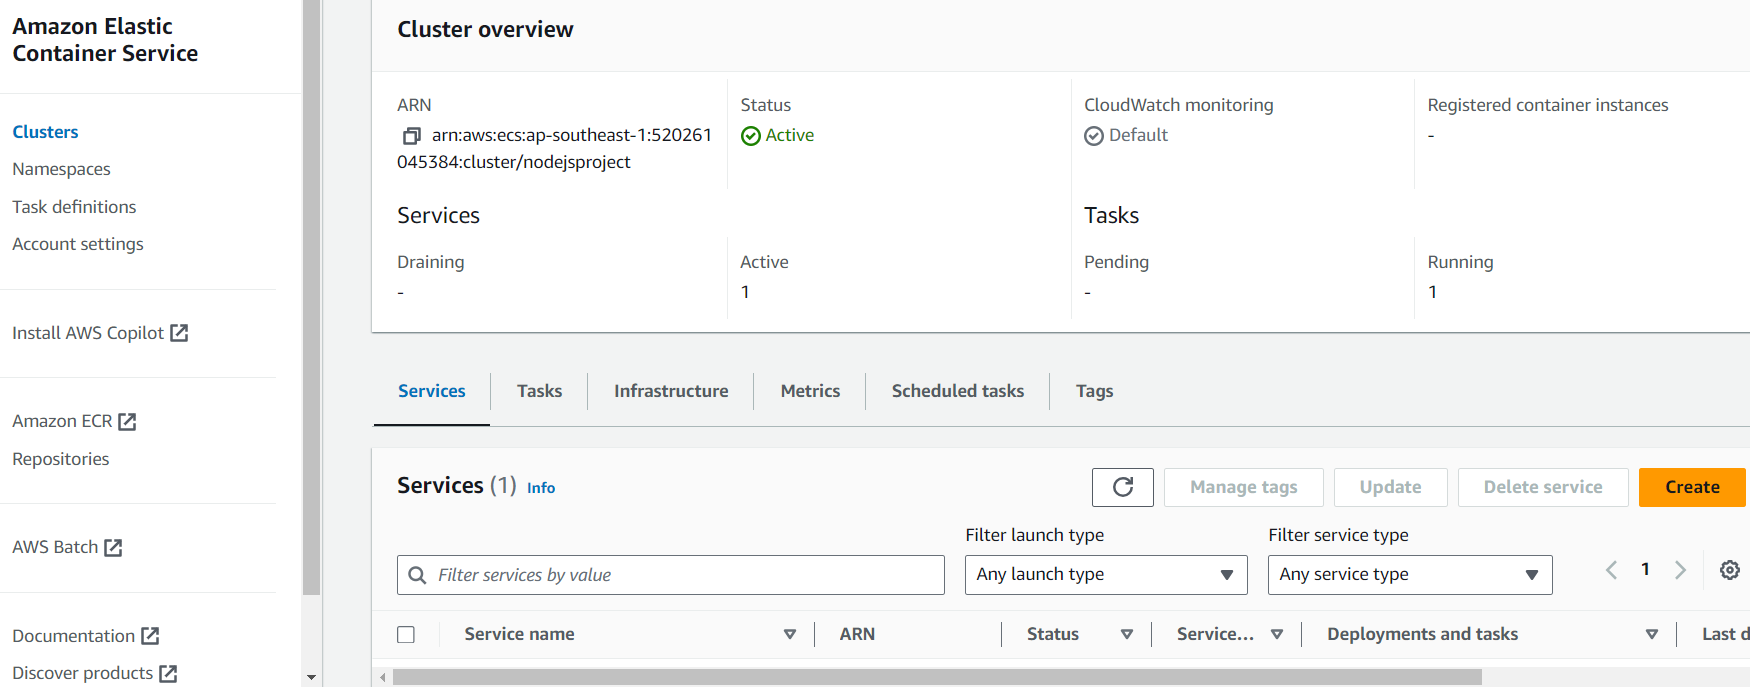 Amazon Elastic
Container Service
Clusters
Namespaces
Task definitions
Account settings
Install AWS Copilot
Amazon ECR
Repositories
AWS Batch
Documentation
Discover products
Cluster overview
ARN
arn:aws:ecs:ap-southeast-1:520261
045384:cluster/nodejsproject
Status
Active
CloudWatch monitoring
Default
Registered container instances
-
Services
Draining
-
Active
1
Tasks
Pending
-
Running
1
Services
Tasks
Infrastructure
Metrics
Scheduled tasks
Tags
Services (1) Info
Manage tags
Update
Delete service
Create
Filter services by value
Filter launch type
Any launch type
Filter service type
Any service type
1
Service name
ARN
Status
Service...
Deployments and tasks
Last d